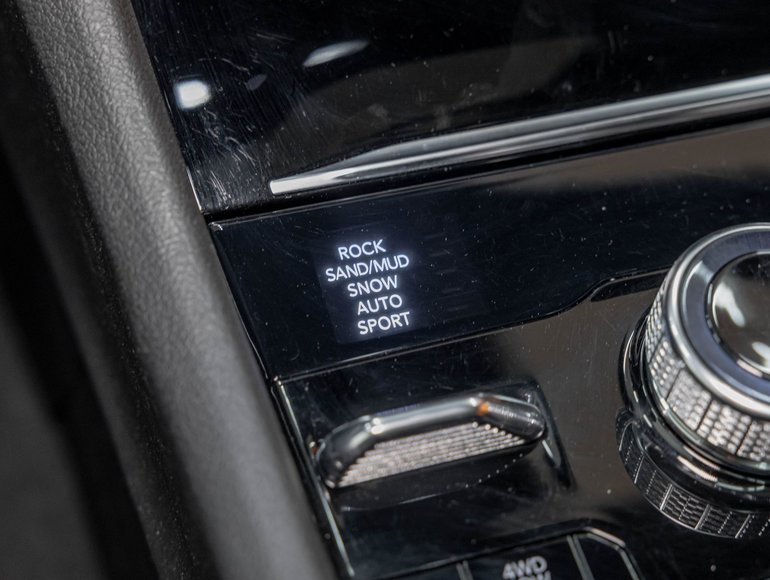 ROCK
SAND/MUD
SNOW
AUTO
SPORT
4WD